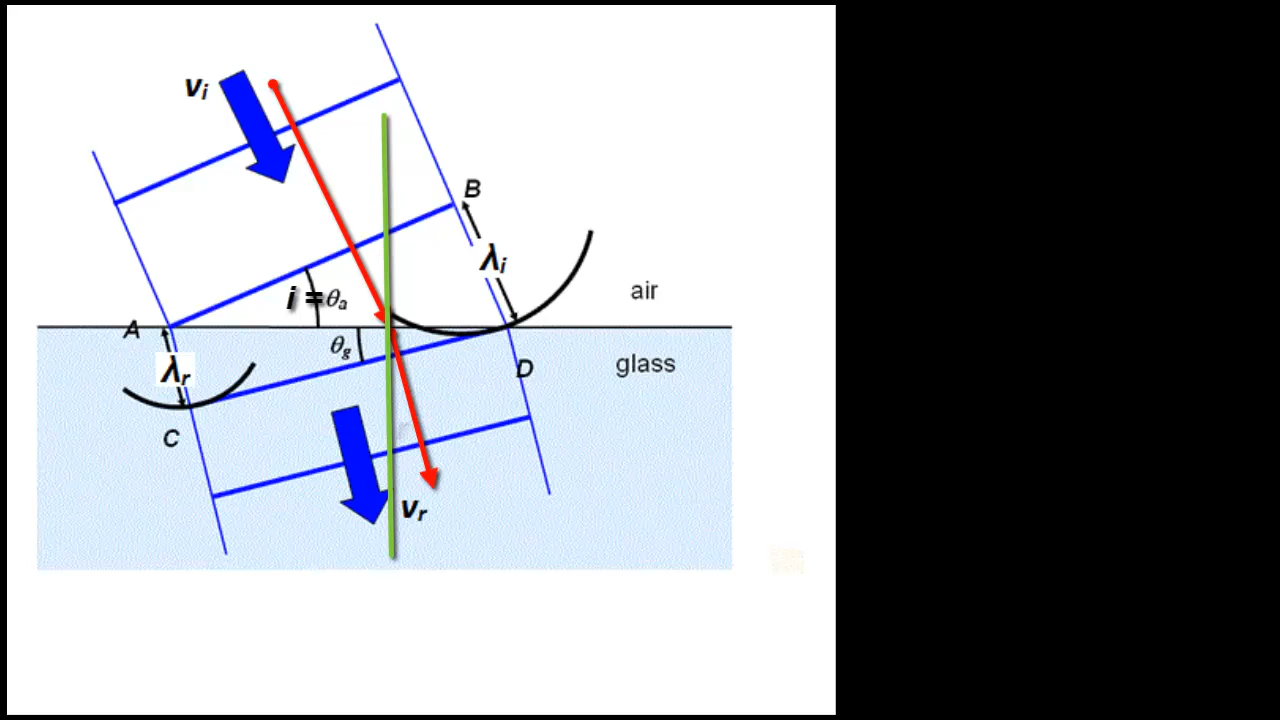 vi
B
λi
i = θa
air
A
θg
λr
glass
D
C
vr